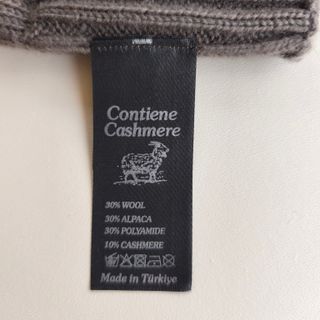 Contiene
Cashmere
30% WOOL
30% ALPACA
30% POLYAMIDE
10% CASHMERE
Made in Türkiye